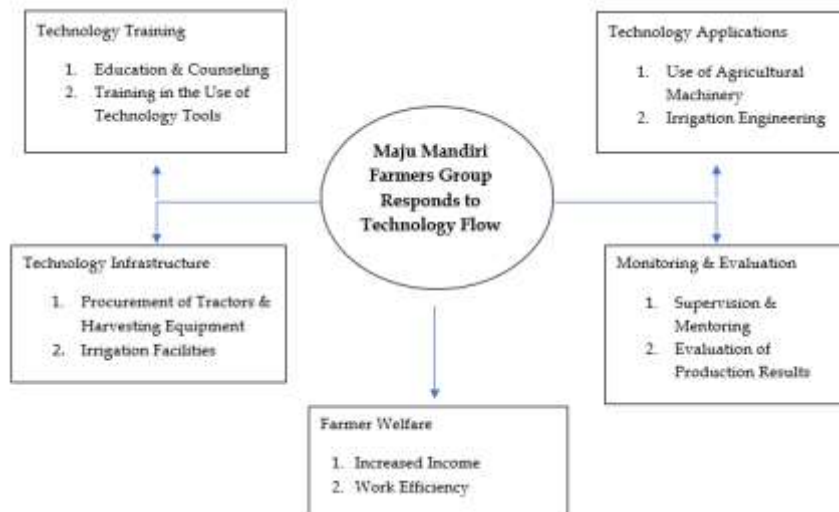 Technology Training
1. Education & Counseling
2. Training in the Use of
Technology Tools
Technology Applications
1. Use of Agricultural
Machinery
2. Irrigation Engineering
Maju Mandiri
Farmers Group
Responds to
Technology Flow
Technology Infrastructure
1. Procurement of Tractors &
Harvesting Equipment
2. Irrigation Facilities
Monitoring & Evaluation
1. Supervision &
Mentoring
2. Evaluation of
Production Results
Farmer Welfare
1. Increased Income
2. Work Efficiency